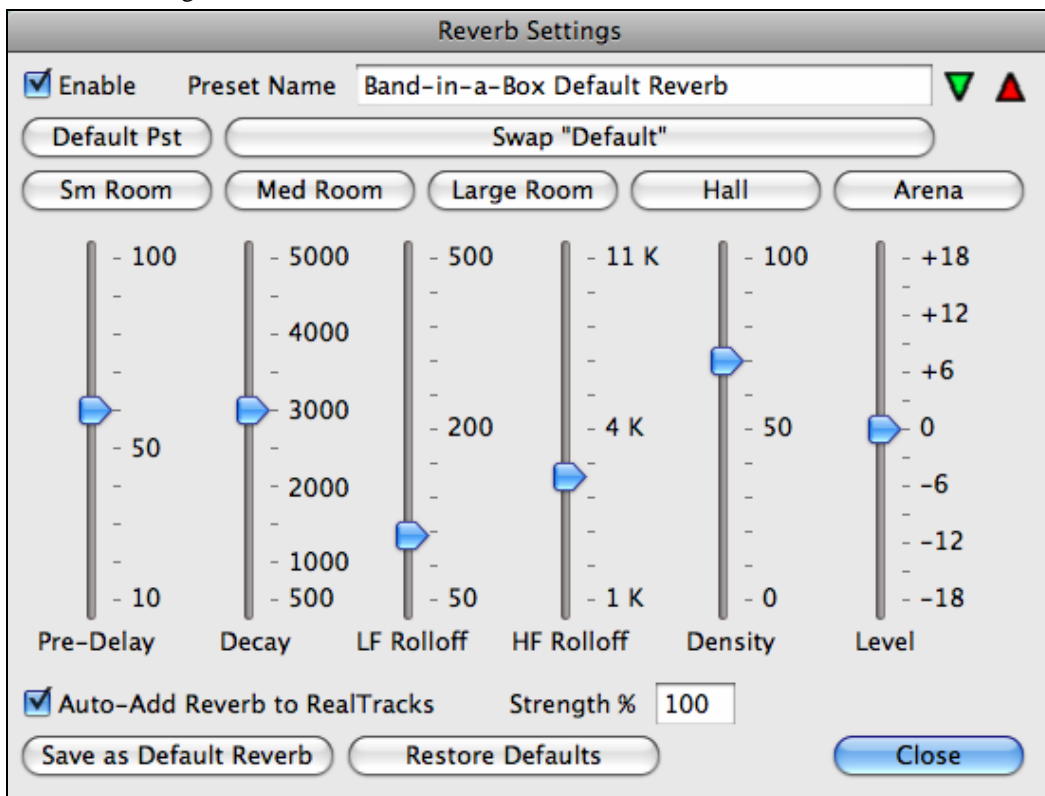 Reverb Settings
Enable Preset Name Band-in-a-Box Default Reverb
Default Pst Swap "Default"
Sm Room Med Room Large Room Hall Arena
- 100 - 5000 - 500 - 11 K - 100 - +18
- +12
- 4000
- +6
- 3000 - 200 - 4 K - 50 - 0
- 50
- 2000 - -6
- -12
- 1000
- 10 - 500 - 50 - 1 K - 0 - -18
Pre-Delay Decay LF Rolloff HF Rolloff Density Level
Auto-Add Reverb to RealTracks Strength % 100
Save as Default Reverb Restore Defaults Close